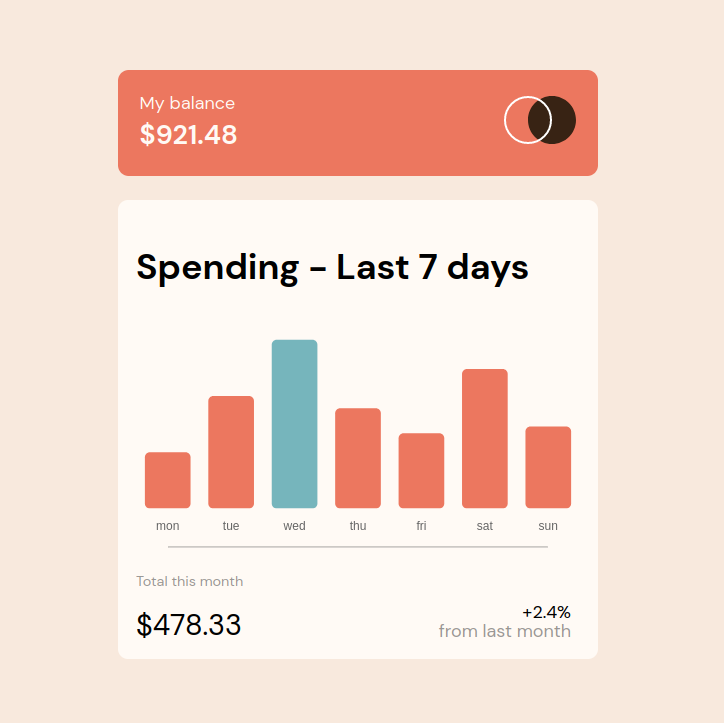 My balance
$921.48
Spending – Last 7 days
mon tue wed thu fri sat sun
Total this month
$478.33
+2.4%
from last month